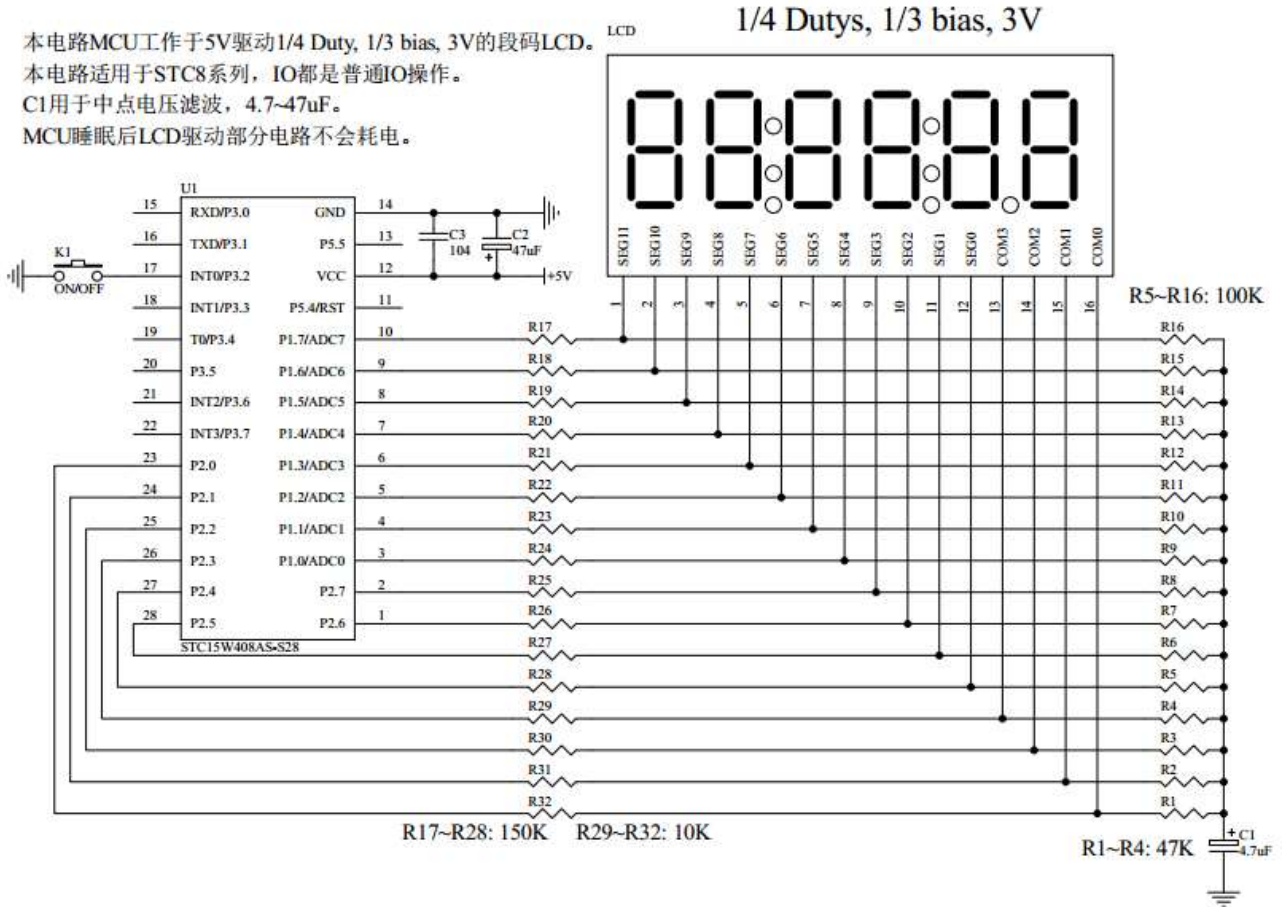 本电路MCU工作于5V驱动1/4 Duty, 1/3 bias, 3V的段码LCD。
本电路适用于STC8系列，IO都是普通IO操作。
C1用于中点电压滤波，4.7~47uF。
MCU睡眠后LCD驱动部分电路不会耗电。
LCD
1/4 Dutys, 1/3 bias, 3V
SEG11 SEG10 SEG9 SEG8 SEG7 SEG6 SEG5 SEG4 SEG3 SEG2 SEG1 SEG0 COM3 COM2 COM1 COM0
1 2 3 4 5 6 7 8 9 10 11 12 13 14 15 16
U1
15 RXD/P3.0 GND 14
16 TXD/P3.1 P5.5 13
17 INT0/P3.2 VCC 12
18 INT1/P3.3 P5.4/RST 11
19 T0/P3.4 P1.7/ADC7 10
20 P3.5 P1.6/ADC6 9
21 INT2/P3.6 P1.5/ADC5 8
22 INT3/P3.7 P1.4/ADC4 7
23 P2.0 P1.3/ADC3 6
24 P2.1 P1.2/ADC2 5
25 P2.2 P1.1/ADC1 4
26 P2.3 P1.0/ADC0 3
27 P2.4 P2.7 2
28 P2.5 P2.6 1
STC15W408AS-S28
K1
ON/OFF
C3
104
C2
47uF
+
+5V
R5~R16: 100K
R17 R16
R18 R15
R19 R14
R20 R13
R21 R12
R22 R11
R23 R10
R24 R9
R25 R8
R26 R7
R27 R6
R28 R5
R29 R4
R30 R3
R31 R2
R32 R1
R17~R28: 150K R29~R32: 10K
R1~R4: 47K
+ C1
4.7uF